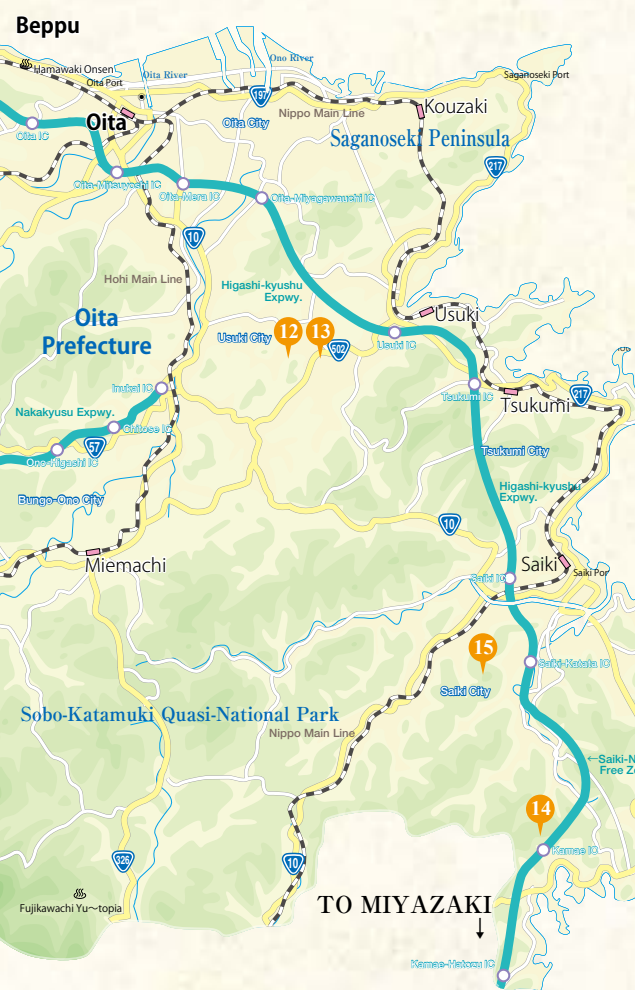 Beppu
Ono River
Hamawaki Onsen
Oita River
Saganoseki Port
Oita Port
197
Kouzaki
Nippo Main Line
Oita
Oita City
Oita IC
Saganoseki Peninsula
217
Oita-Mitsuyoshi IC
Oita-Mera IC
Oita-Miyagawauchi IC
10
Hohi Main Line
Higashi-kyushu
Expwy.
Oita
Prefecture
Usuki
Usuki City
12
13
502
Usuki IC
Inukai IC
Tsukumi IC
217
Tsukumi
Nakakyusu Expwy.
Chitose IC
57
Ono-Higashi IC
Tsukumi City
Bungo-Ono City
Higashi-kyushu
Expwy.
10
Miemachi
Saiki
Saiki IC
Saiki Por
15
Saiki-Katata IC
Saiki City
Sobo-Katamuki Quasi-National Park
Nippo Main Line
←Saiki-N
Free Z
14
Kamae IC
326
10
Fujikawachi Yu～topia
TO MIYAZAKI
↓
Kamae-Hatozu IC